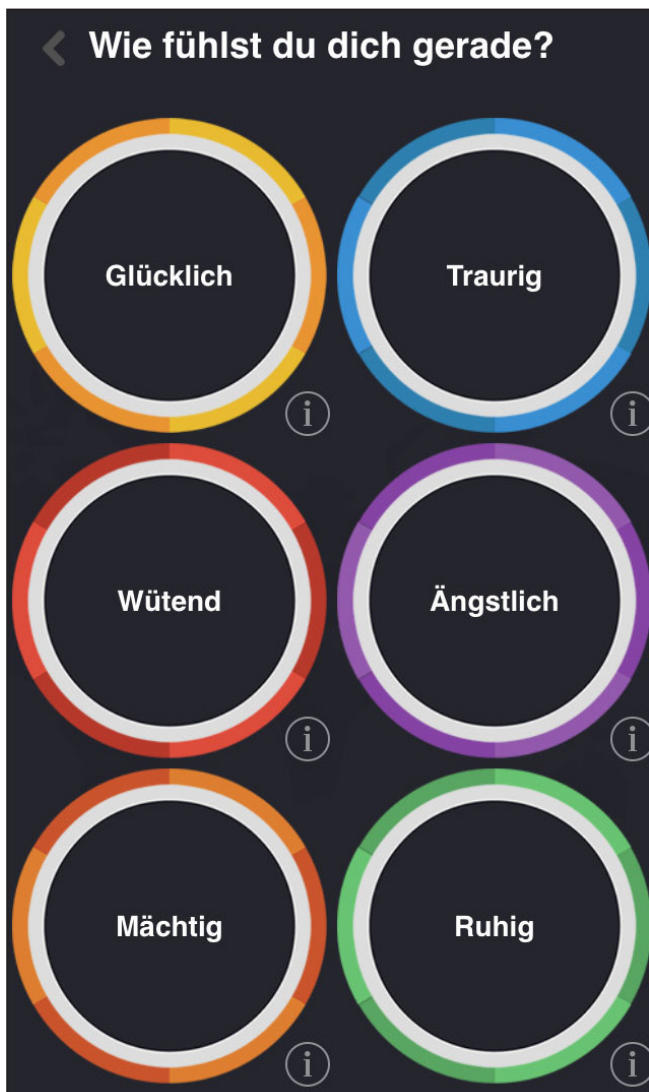 Wie fühlst du dich gerade?
Glücklich
Traurig
i
i
Wütend
Ängstlich
i
i
Mächtig
Ruhig
i
i